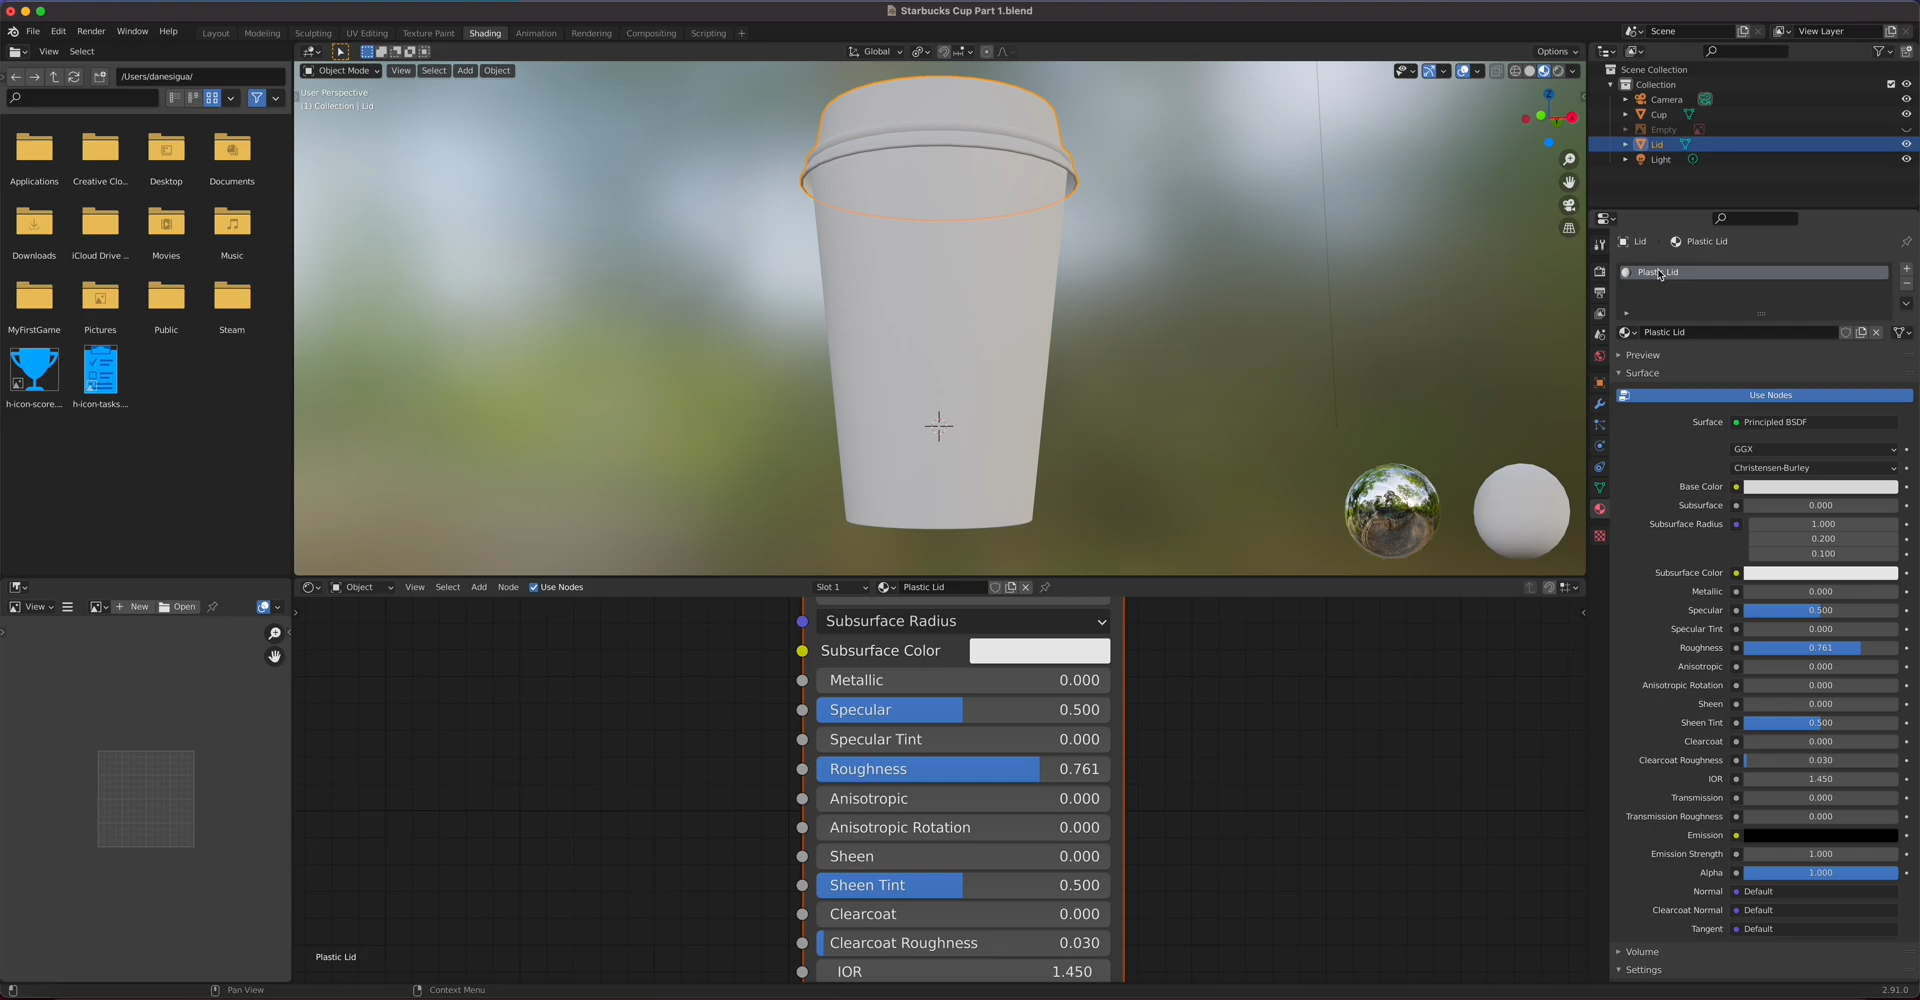 Starbucks Cup Part 1.blend
File Edit Render Window Help
Layout Modeling Sculpting UV Editing Texture Paint Shading Animation Rendering Compositing Scripting +
Scene View Layer
View Select
Global Options
/Users/danesigua/
Object Mode View Select Add Object
User Perspective
(1) Collection | Lid
Z
X
Y
Applications Creative Clo... Desktop Documents
Downloads iCloud Drive ... Movies Music
MyFirstGame Pictures Public Steam
h-icon-score.... h-icon-tasks....
Scene Collection
Collection
Camera
Cup
Empty
Lid
Light
Lid Plastic Lid
Plastic Lid
Plastic Lid
Preview
Surface
Use Nodes
Surface Principled BSDF
GGX
Christensen-Burley
Base Color
Subsurface 0.000
Subsurface Radius 1.000
0.200
0.100
Subsurface Color
Metallic 0.000
Specular 0.500
Specular Tint 0.000
Roughness 0.761
Anisotropic 0.000
Anisotropic Rotation 0.000
Sheen 0.000
Sheen Tint 0.500
Clearcoat 0.000
Clearcoat Roughness 0.030
IOR 1.450
Transmission 0.000
Transmission Roughness 0.000
Emission
Emission Strength 1.000
Alpha 1.000
Normal Default
Clearcoat Normal Default
Tangent Default
Volume
Settings
View New Open
Object View Select Add Node Use Nodes Slot 1 Plastic Lid
Subsurface Radius
Subsurface Color
Metallic 0.000
Specular 0.500
Specular Tint 0.000
Roughness 0.761
Anisotropic 0.000
Anisotropic Rotation 0.000
Sheen 0.000
Sheen Tint 0.500
Clearcoat 0.000
Clearcoat Roughness 0.030
IOR 1.450
Plastic Lid
Pan View Context Menu 2.91.0